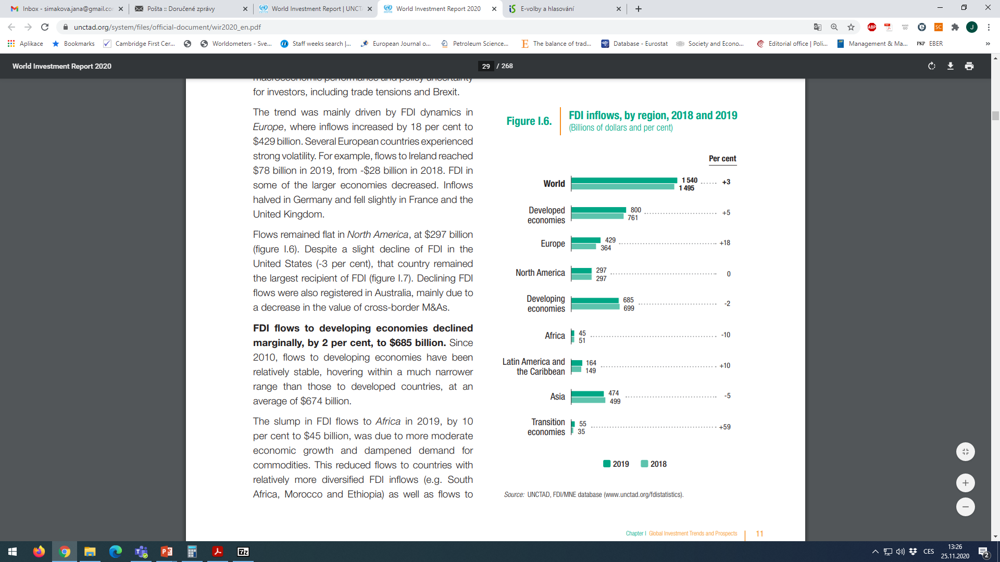 Inbox - simakova.jana@gmail.co
Pošta :: Doručené zprávy
World Investment Report | UNCT
World Investment Report 2020
E-volby a hlasování
unctad.org/system/files/official-document/wir2020_en.pdf
Aplikace
Bookmarks
Cambridge First Cer...
Worldometers - Sve...
Staff weeks search |...
European Journal o...
Petroleum Science...
The balance of trad...
Database - Eurostat
Society and Econo...
Editorial office | Poli...
Management & Ma...
PKP EBER
»
World Investment Report 2020
29 / 268
macroeconomic performance and policy uncertainty
for investors, including trade tensions and Brexit.
The trend was mainly driven by FDI dynamics in
Europe, where inflows increased by 18 per cent to
$429 billion. Several European countries experienced
strong volatility. For example, flows to Ireland reached
$78 billion in 2019, from -$28 billion in 2018. FDI in
some of the larger economies decreased. Inflows
halved in Germany and fell slightly in France and the
United Kingdom.
Flows remained flat in North America, at $297 billion
(figure I.6). Despite a slight decline of FDI in the
United States (-3 per cent), that country remained
the largest recipient of FDI (figure I.7). Declining FDI
flows were also registered in Australia, mainly due to
a decrease in the value of cross-border M&As.
FDI flows to developing economies declined
marginally, by 2 per cent, to $685 billion. Since
2010, flows to developing economies have been
relatively stable, hovering within a much narrower
range than those to developed countries, at an
average of $674 billion.
The slump in FDI flows to Africa in 2019, by 10
per cent to $45 billion, was due to more moderate
economic growth and dampened demand for
commodities. This reduced flows to countries with
relatively more diversified FDI inflows (e.g. South
Africa, Morocco and Ethiopia) as well as flows to
Figure I.6.
FDI inflows, by region, 2018 and 2019
(Billions of dollars and per cent)
Per cent
World
1 540
1 495
+3
Developed
economies
800
761
+5
Europe
429
364
+18
North America
297
297
0
Developing
economies
685
699
-2
Africa
45
51
-10
Latin America and
the Caribbean
164
149
+10
Asia
474
499
-5
Transition
economies
55
35
+59
2019 2018
Source: UNCTAD, FDI/MNE database (www.unctad.org/fdistatistics).
Chapter I Global Investment Trends and Prospects 11
CES
13:26
25.11.2020
2